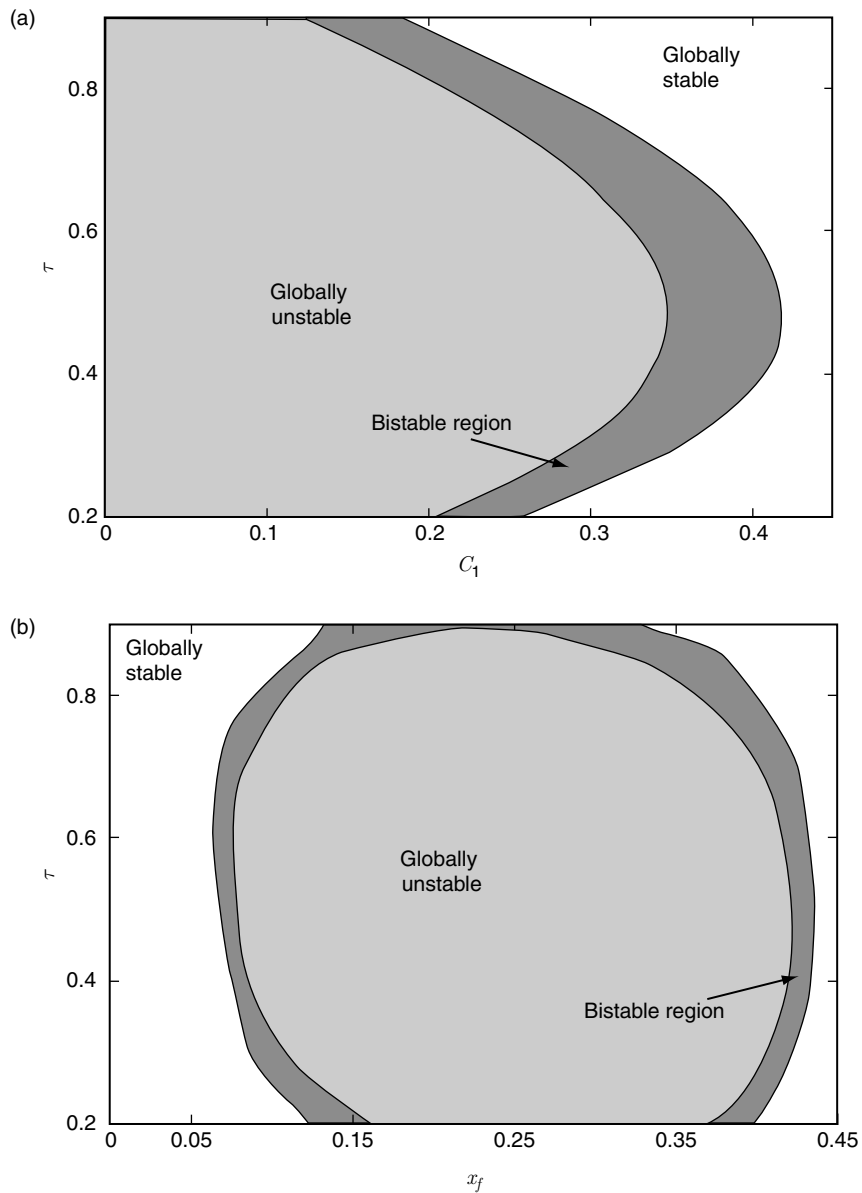 (a)
Globally
stable
0.8
0.6
τ
Globally
unstable
0.4
Bistable region
0.2
0
0.1
0.2
0.3
0.4
C1
(b)
Globally
stable
0.8
0.6
τ
Globally
unstable
0.4
Bistable region
0.2
0
0.05
0.15
0.25
0.35
0.45
xf